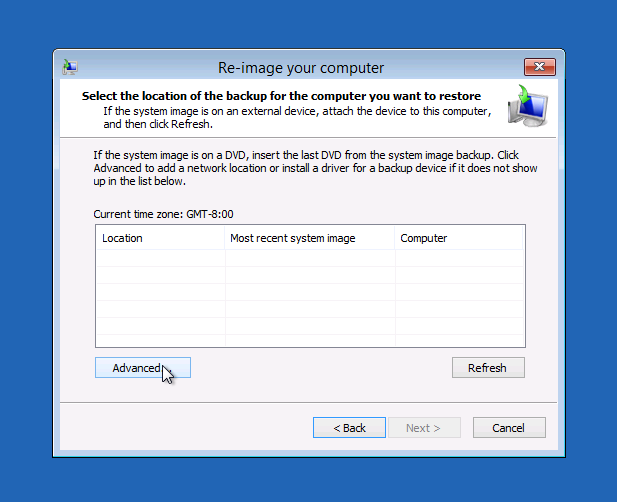 Re-image your computer
Select the location of the backup for the computer you want to restore
If the system image is on an external device, attach the device to this computer,
and then click Refresh.
If the system image is on a DVD, insert the last DVD from the system image backup. Click
Advanced to add a network location or install a driver for a backup device if it does not show
up in the list below.
Current time zone: GMT-8:00
Location Most recent system image Computer
Advanced... Refresh
< Back Next > Cancel